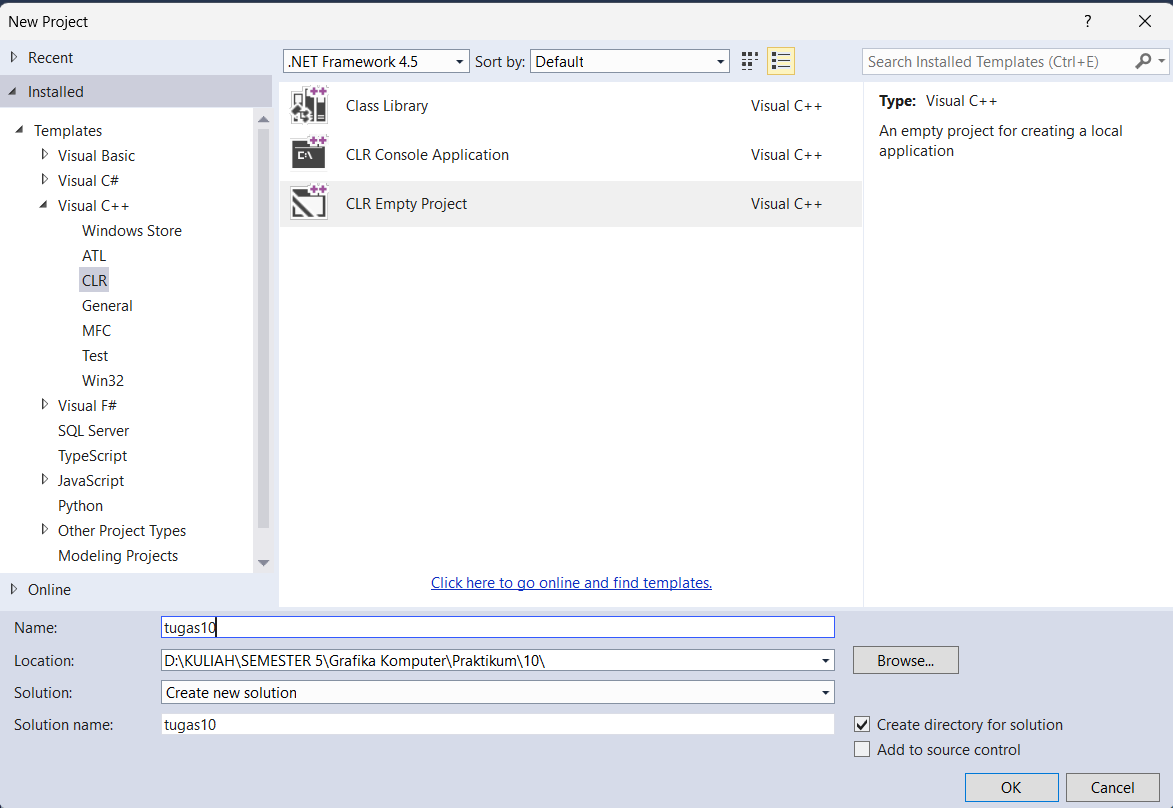 New Project
?
Recent
Installed
Templates
Visual Basic
Visual C#
Visual C++
Windows Store
ATL
CLR
General
MFC
Test
Win32
Visual F#
SQL Server
TypeScript
JavaScript
Python
Other Project Types
Modeling Projects
Online
.NET Framework 4.5
Sort by: Default
Search Installed Templates (Ctrl+E)
Class Library Visual C++
CLR Console Application Visual C++
CLR Empty Project Visual C++
Click here to go online and find templates.
Type: Visual C++
An empty project for creating a local
application
Name: tugas10
Location: D:\KULIAH\SEMESTER 5\Grafika Komputer\Praktikum\10\ Browse...
Solution: Create new solution
Solution name: tugas10
Create directory for solution
Add to source control
OK Cancel